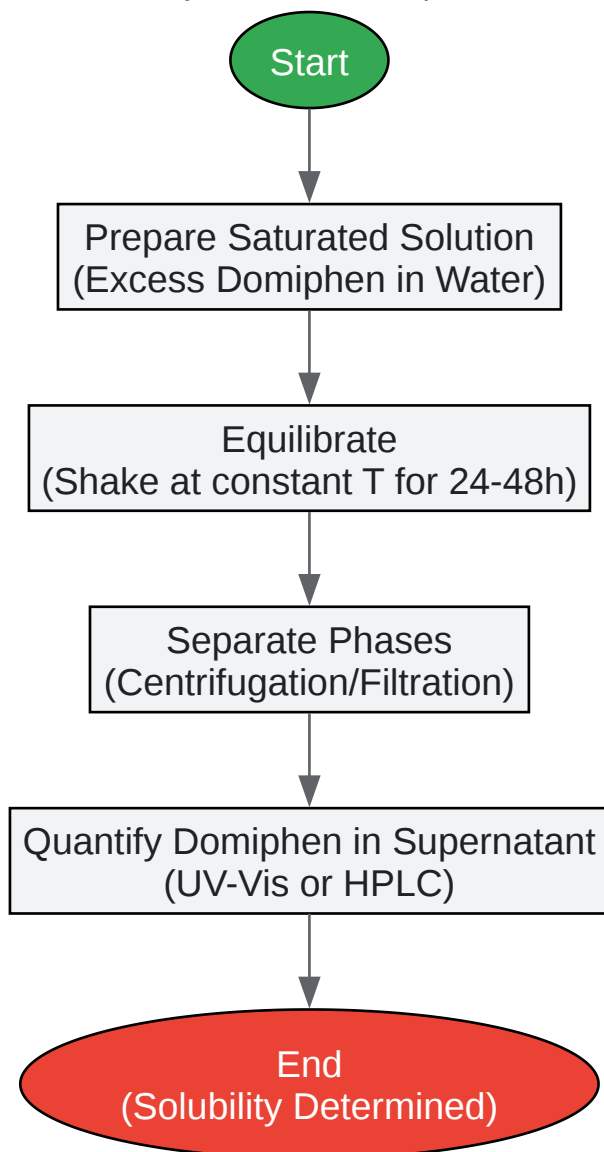 Start
Prepare Saturated Solution
(Excess Domiphen in Water)
Equilibrate
(Shake at constant T for 24-48h)
Separate Phases
(Centrifugation/Filtration)
Quantify Domiphen in Supernatant
(UV-Vis or HPLC)
End
(Solubility Determined)